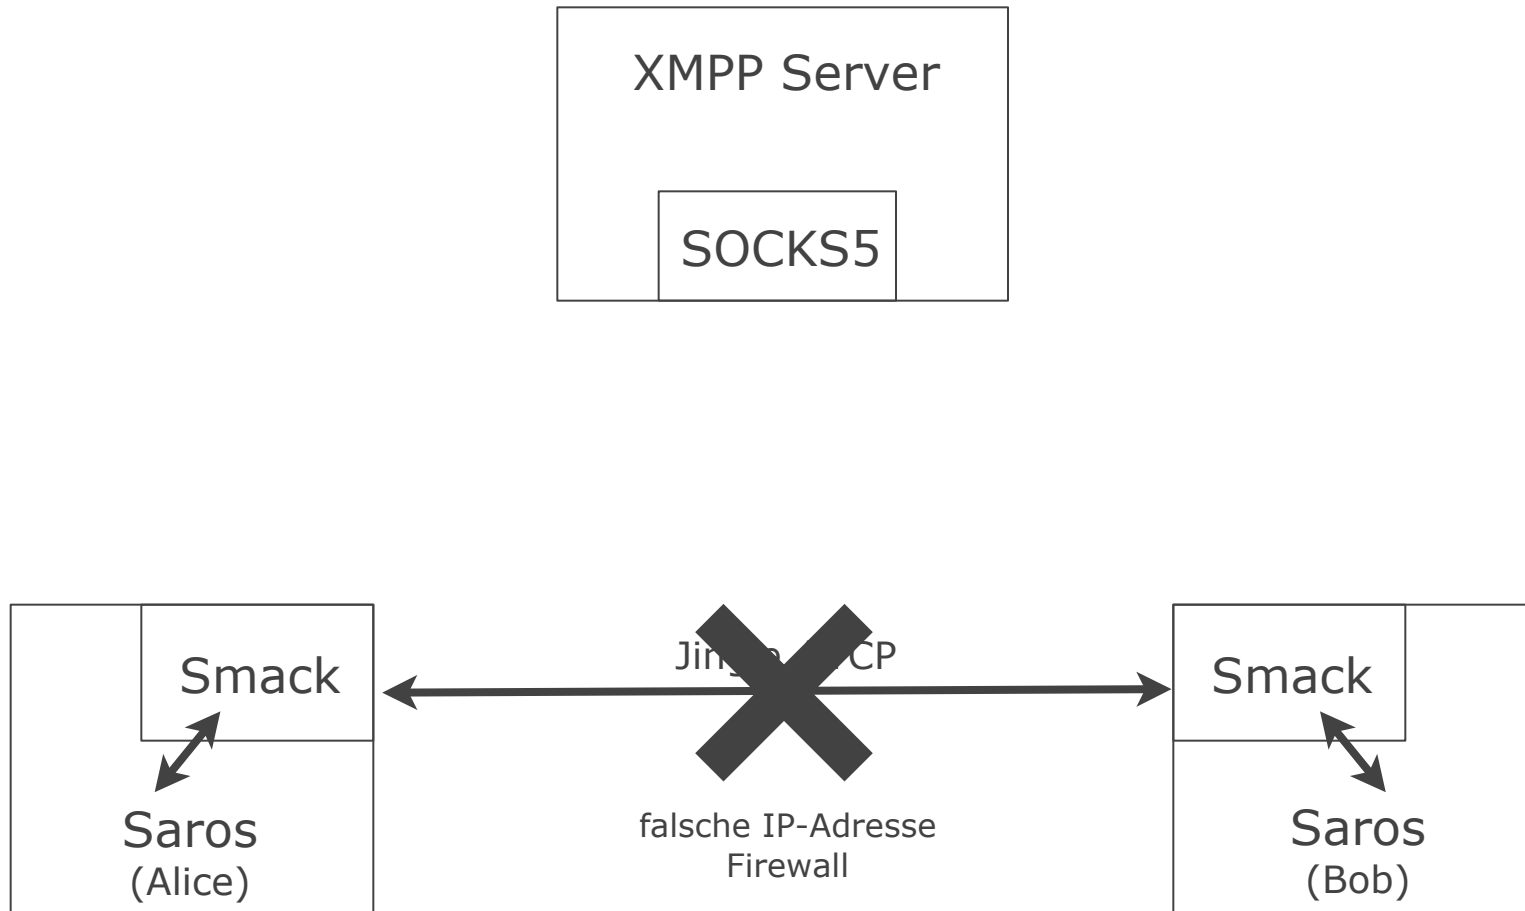 XMPP Server
SOCKS5
Smack
Smack
Saros
(Alice)
falsche IP-Adresse
Firewall
Saros
(Bob)